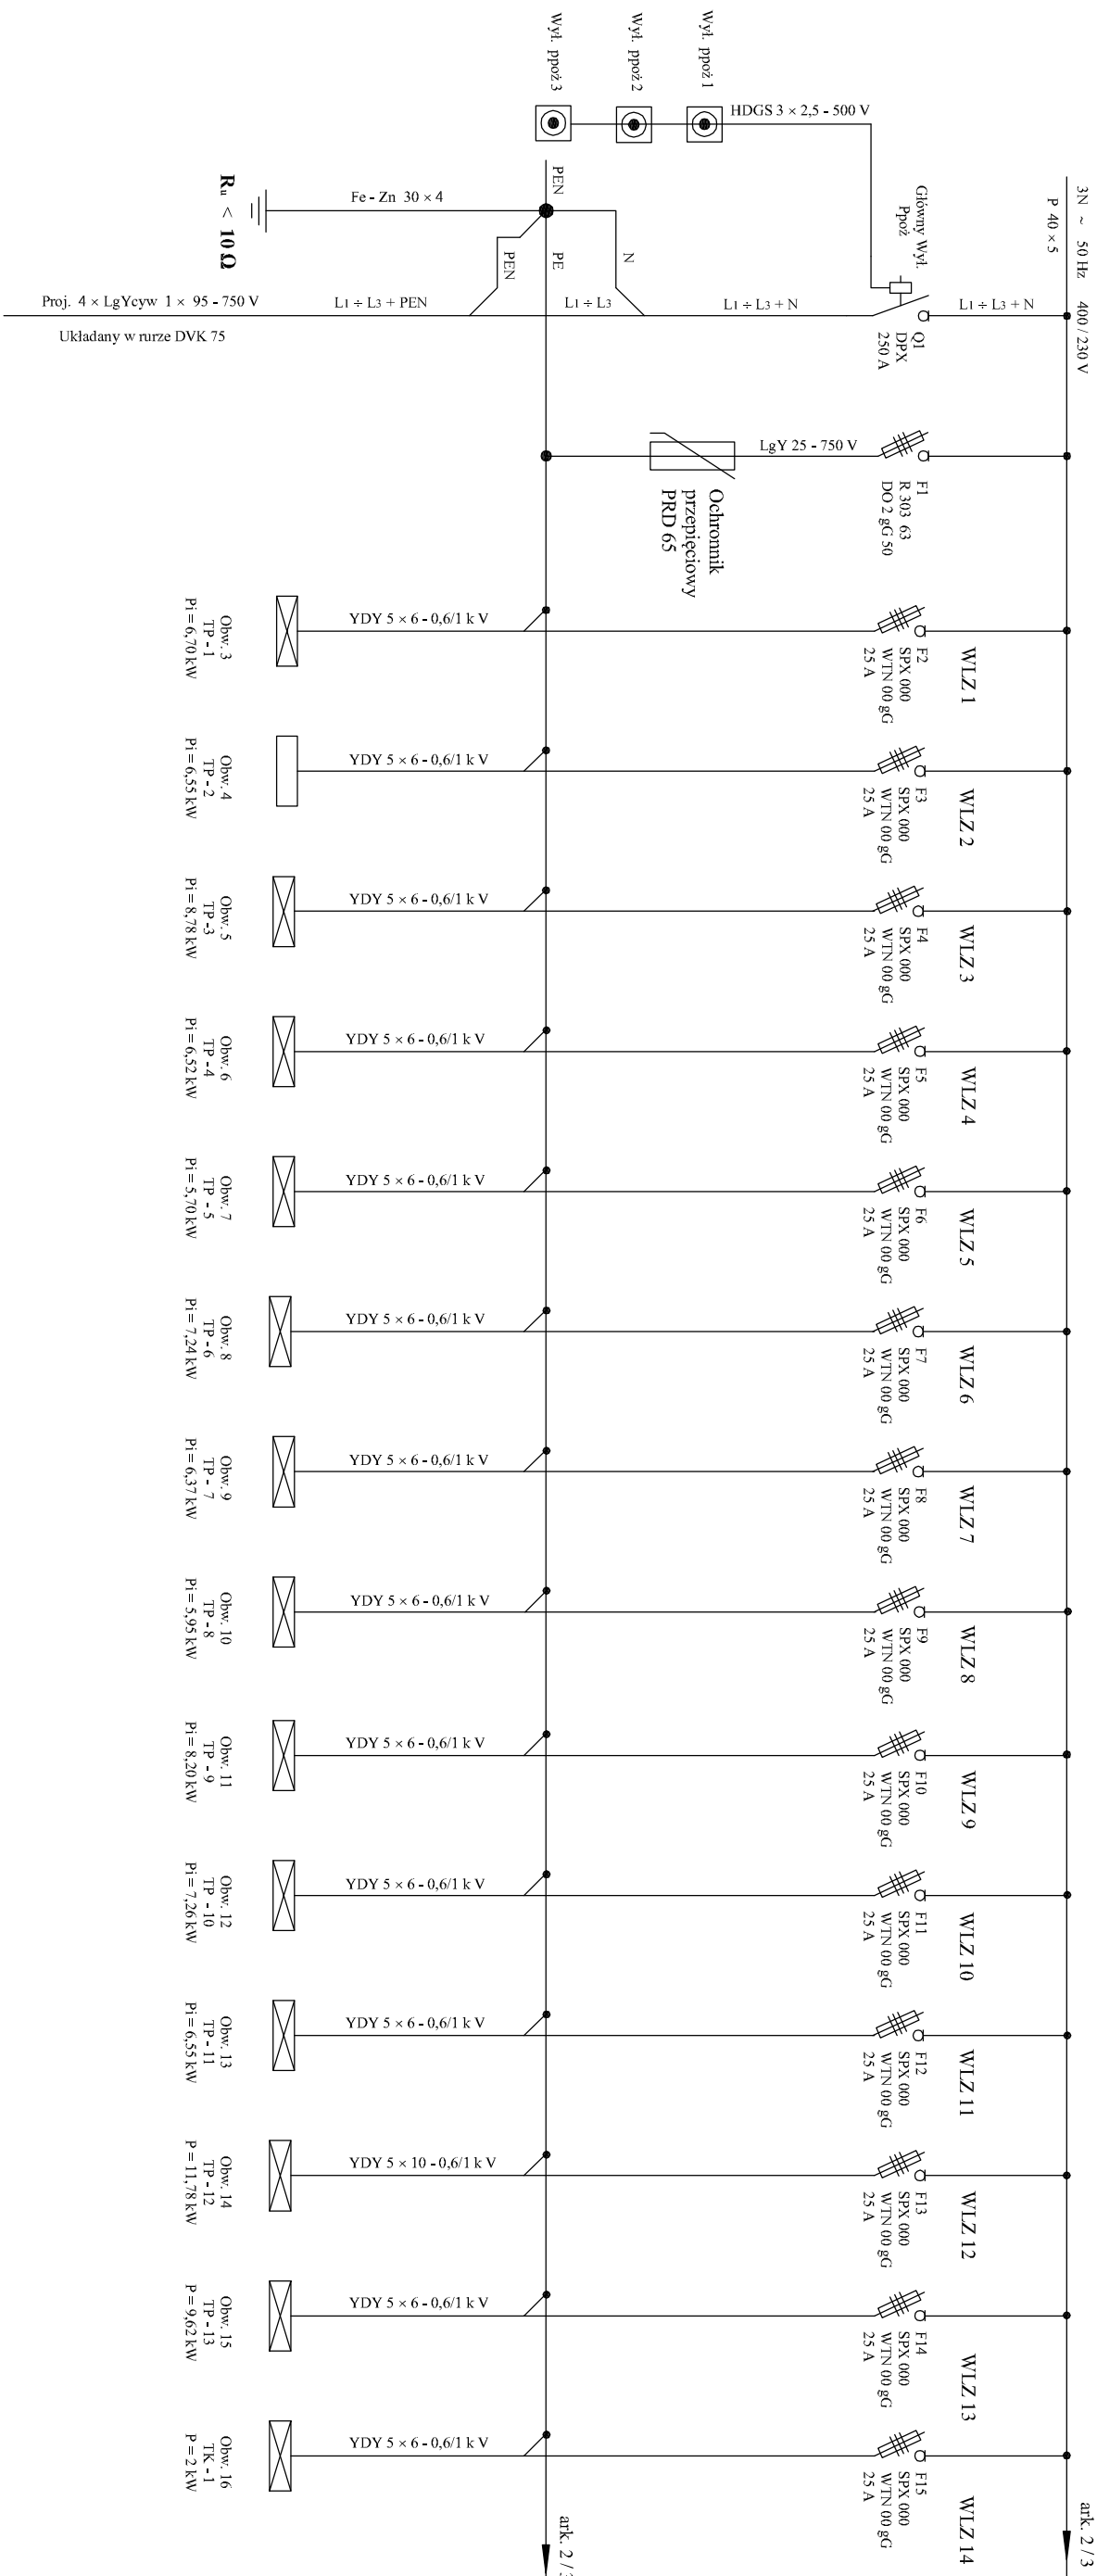 3N ~ 50 Hz 400 / 230 V
P 40 × 5
Wył. ppoż 1
Wył. ppoż 2
Wył. ppoż 3
HDGS 3 × 2,5 - 500 V
Główny Wył.
Ppoż
Q1
DPX
250 A
L1 ÷ L3 + N
L1 ÷ L3 + N
L1 ÷ L3
L1 ÷ L3 + PEN
N
PE
PEN
PEN
Fe - Zn 30 × 4
Ru < 10 Ω
Proj. 4 × LgYcyw 1 × 95 - 750 V
Układany w rurze DVK 75
F1
R 303 63
DO 2 gG 50
LgY 25 - 750 V
Ochronnik
przepięciowy
PRD 65
WLZ 1
F2
SPX 000
WTN 00 gG
25 A
YDY 5 × 6 - 0,6/1 k V
Obw. 3
TP -1
Pi = 6,70 kW
WLZ 2
F3
SPX 000
WTN 00 gG
25 A
YDY 5 × 6 - 0,6/1 k V
Obw. 4
TP - 2
Pi = 6,55 kW
WLZ 3
F4
SPX 000
WTN 00 gG
25 A
YDY 5 × 6 - 0,6/1 k V
Obw. 5
TP -3
Pi = 8,78 kW
WLZ 4
F5
SPX 000
WTN 00 gG
25 A
YDY 5 × 6 - 0,6/1 k V
Obw. 6
TP - 4
Pi = 6,52 kW
WLZ 5
F6
SPX 000
WTN 00 gG
25 A
YDY 5 × 6 - 0,6/1 k V
Obw. 7
TP - 5
Pi = 5,70 kW
WLZ 6
F7
SPX 000
WTN 00 gG
25 A
YDY 5 × 6 - 0,6/1 k V
Obw. 8
TP - 6
Pi = 7,24 kW
WLZ 7
F8
SPX 000
WTN 00 gG
25 A
YDY 5 × 6 - 0,6/1 k V
Obw. 9
TP - 7
Pi = 6,37 kW
WLZ 8
F9
SPX 000
WTN 00 gG
25 A
YDY 5 × 6 - 0,6/1 k V
Obw. 10
TP - 8
Pi = 5,95 kW
WLZ 9
F10
SPX 000
WTN 00 gG
25 A
YDY 5 × 6 - 0,6/1 k V
Obw. 11
TP - 9
Pi = 8,20 kW
WLZ 10
F11
SPX 000
WTN 00 gG
25 A
YDY 5 × 6 - 0,6/1 k V
Obw. 12
TP - 10
Pi = 7,26 kW
WLZ 11
F12
SPX 000
WTN 00 gG
25 A
YDY 5 × 6 - 0,6/1 k V
Obw. 13
TP - 11
Pi = 6,55 kW
WLZ 12
F13
SPX 000
WTN 00 gG
25 A
YDY 5 × 10 - 0,6/1 k V
Obw. 14
TP -12
P = 11,78 kW
WLZ 13
F14
SPX 000
WTN 00 gG
25 A
YDY 5 × 6 - 0,6/1 k V
Obw. 15
TP -13
P = 9,62 kW
WLZ 14
F15
SPX 000
WTN 00 gG
25 A
YDY 5 × 6 - 0,6/1 k V
Obw. 16
TK -1
P = 2 kW
ark. 2 / 3
ark. 2 / 3